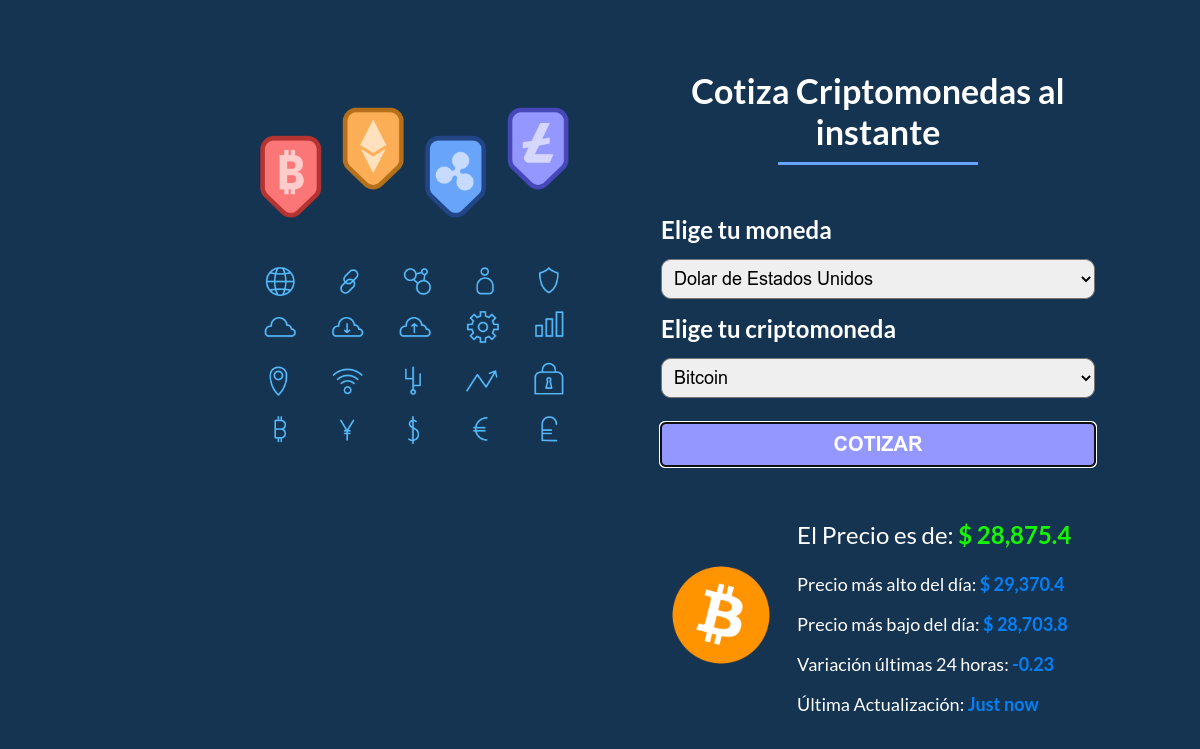 Cotiza Criptomonedas al
instante
Elige tu moneda
Dolar de Estados Unidos
Elige tu criptomoneda
Bitcoin
COTIZAR
El Precio es de: $ 28,875.4
Precio más alto del día: $ 29,370.4
Precio más bajo del día: $ 28,703.8
Variación últimas 24 horas: -0.23
Última Actualización: Just now